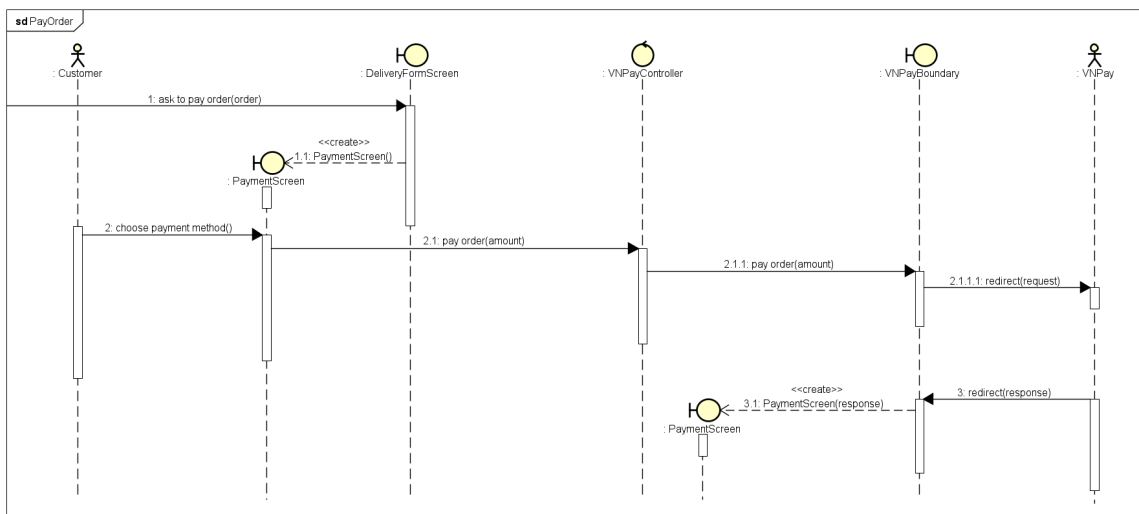 sd PayOrder
: Customer
: DeliveryFormScreen
: VNPayController
: VNPayBoundary
: VNPay
1: ask to pay order(order)
<<create>>
1.1: PaymentScreen()
: PaymentScreen
2: choose payment method()
2.1: pay order(amount)
2.1.1: pay order(amount)
2.1.1.1: redirect(request)
<<create>>
3: redirect(response)
3.1: PaymentScreen(response)
: PaymentScreen